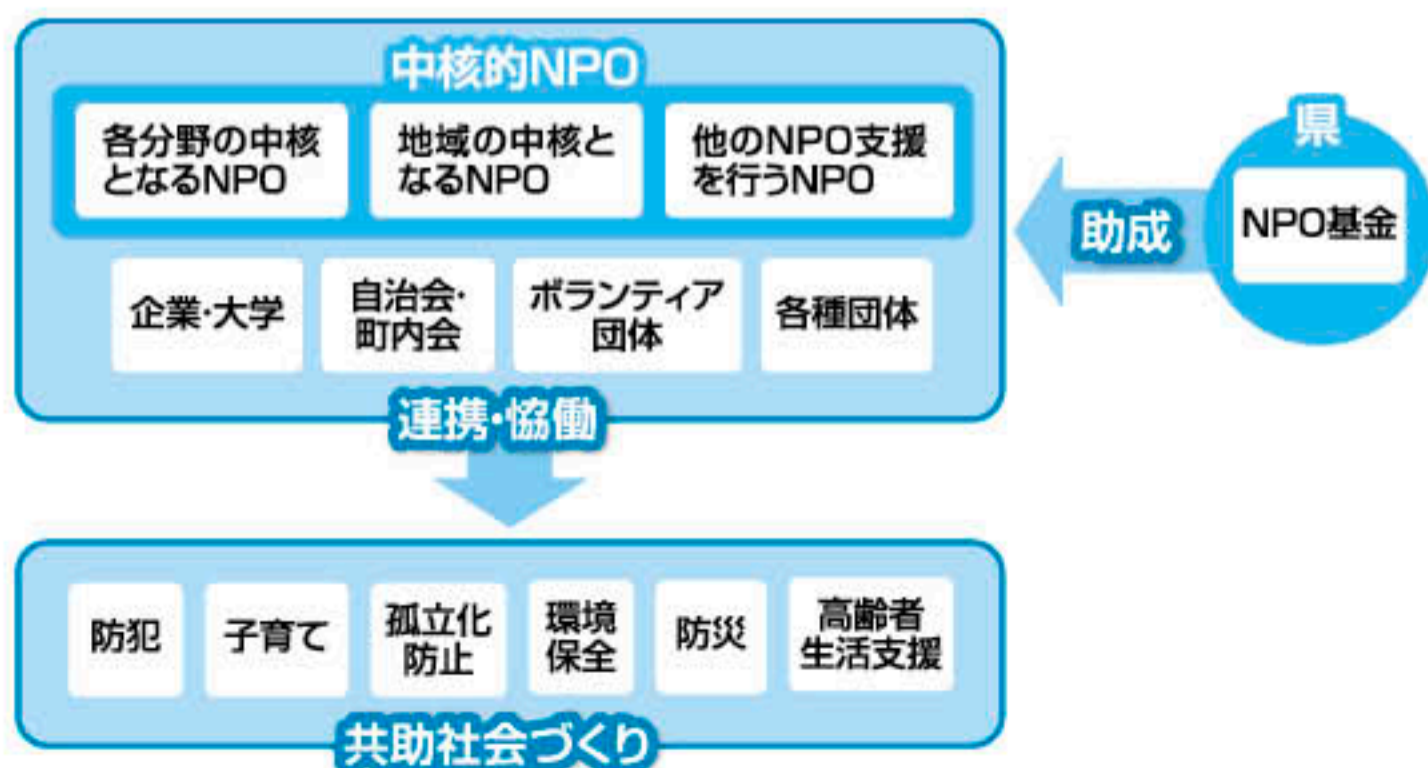 中核的NPO
各分野の中核
となるNPO
地域の中核と
なるNPO
他のNPO支援
を行うNPO
企業・大学
自治会・
町内会
ボランティア
団体
各種団体
連携・協働
県
NPO基金
助成
防犯
子育て
孤立化
防止
環境
保全
防災
高齢者
生活支援
共助社会づくり